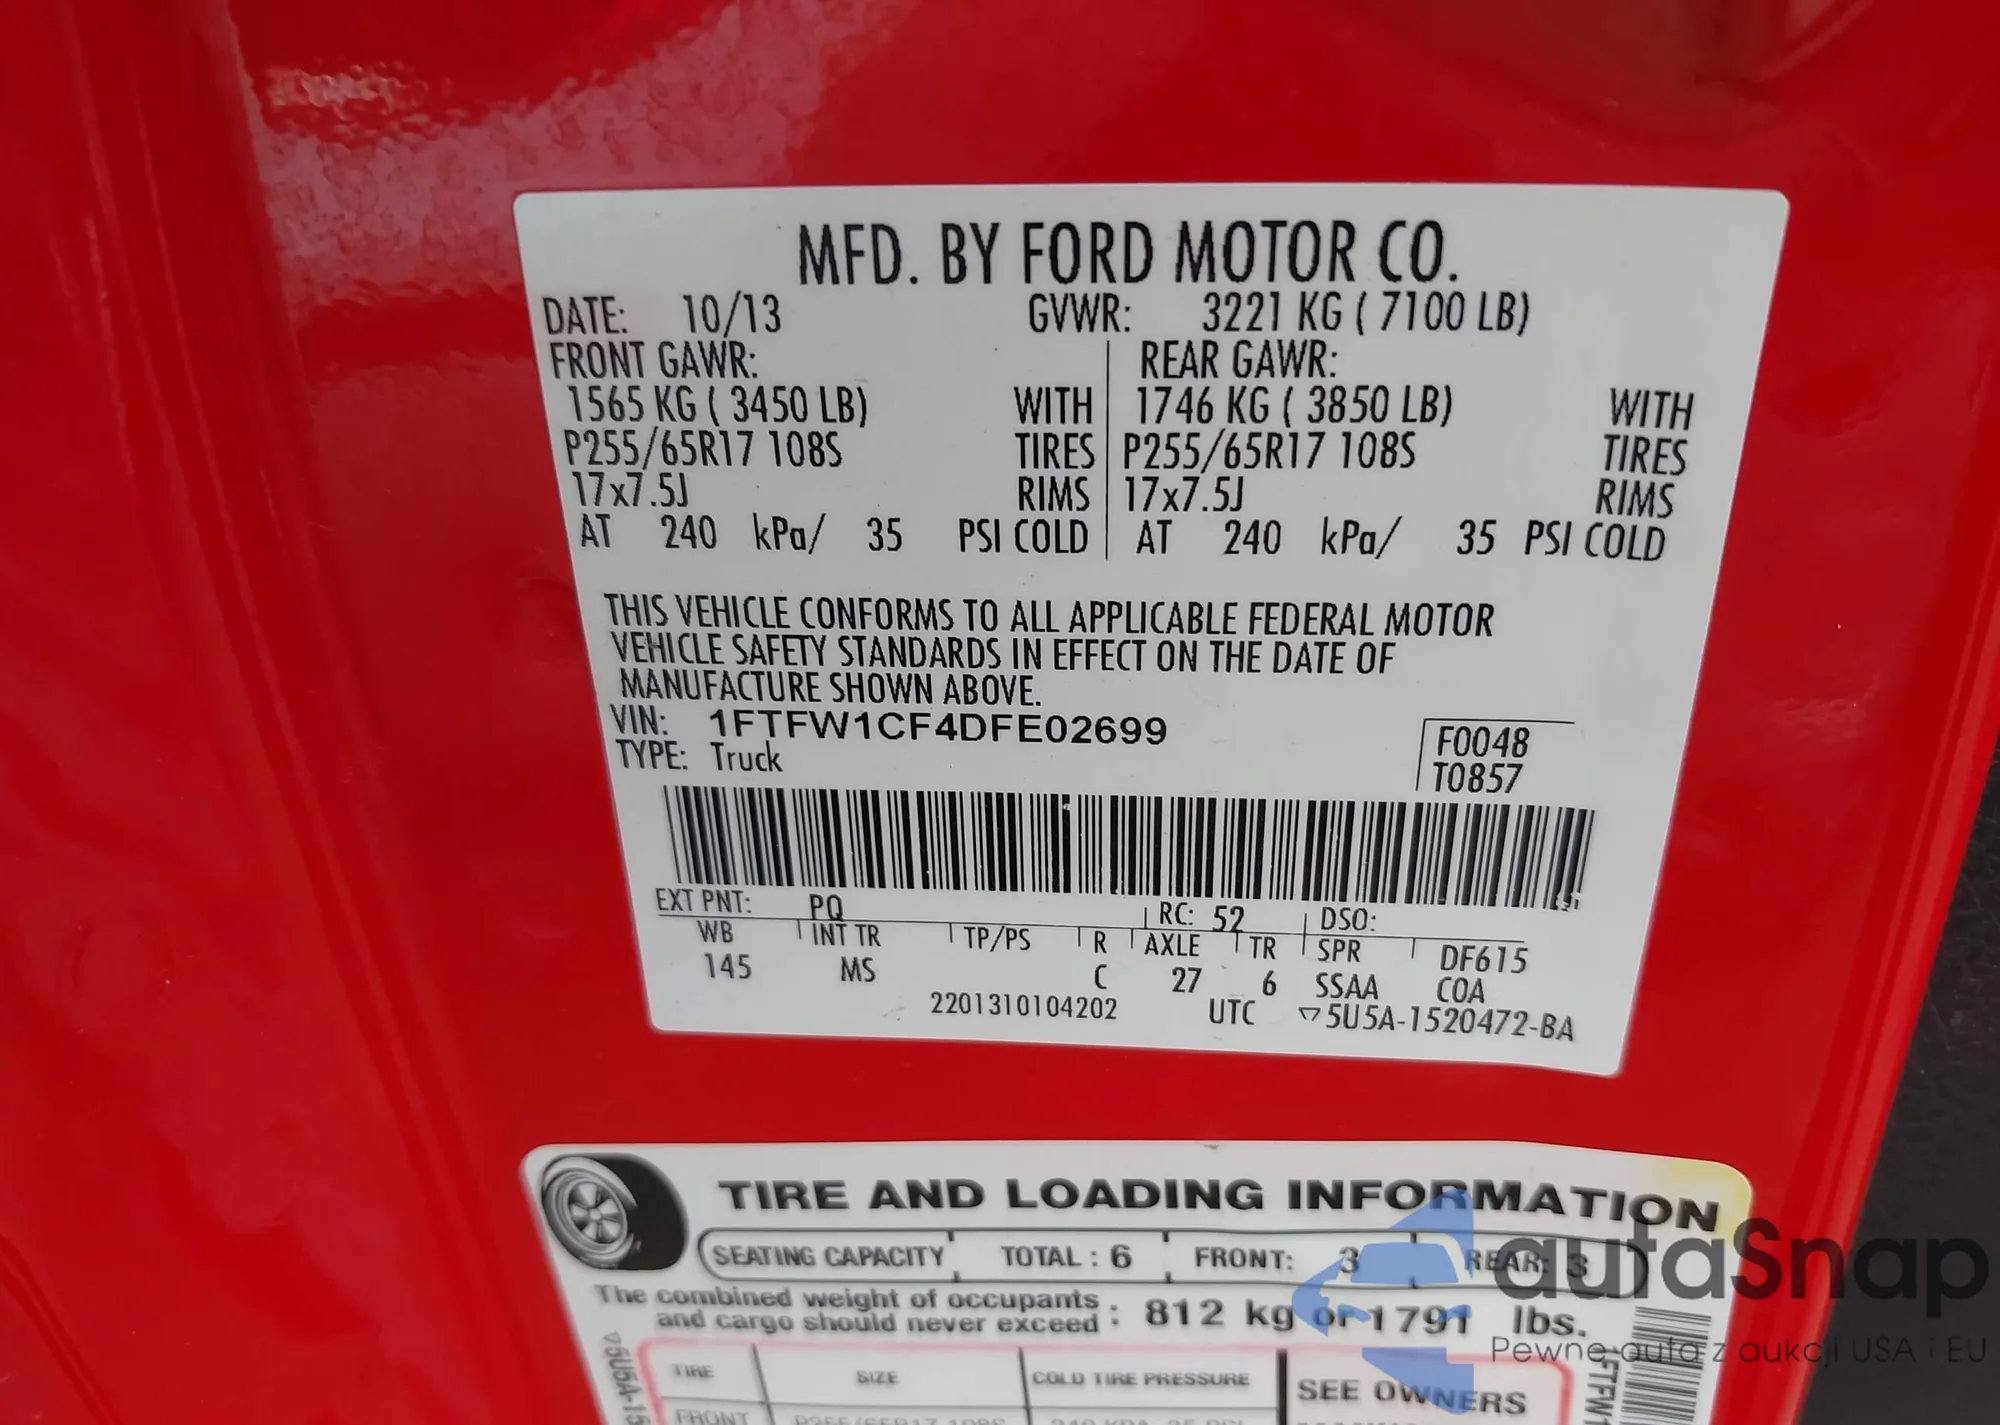 MFD. BY FORD MOTOR CO.
DATE: 10/13 GVWR: 3221 KG ( 7100 LB)
FRONT GAWR: REAR GAWR:
1565 KG ( 3450 LB) WITH 1746 KG ( 3850 LB) WITH
P255/65R17 108S TIRES P255/65R17 108S TIRES
17x7.5J RIMS 17x7.5J RIMS
AT 240 kPa/ 35 PSI COLD AT 240 kPa/ 35 PSI COLD
THIS VEHICLE CONFORMS TO ALL APPLICABLE FEDERAL MOTOR
VEHICLE SAFETY STANDARDS IN EFFECT ON THE DATE OF
MANUFACTURE SHOWN ABOVE.
VIN: 1FTFW1CF4DFE02699 F0048
TYPE: Truck T0857
EXT PNT: PQ RC: 52 DSO:
WB INT TR TP/PS R AXLE TR SPR DF615
145 MS C 27 6 SSAA COA
2201310104202 UTC ▽5U5A-1520472-BA
TIRE AND LOADING INFORMATION
SEATING CAPACITY TOTAL : 6 FRONT: 3 REAR: 3
The combined weight of occupants
and cargo should never exceed : 812 kg or 1791 lbs.
TIRE SIZE COLD TIRE PRESSURE SEE OWNERS
FRONT P255/65R17 108S
autaSnap
Pewne auta z aukcji USA i EU